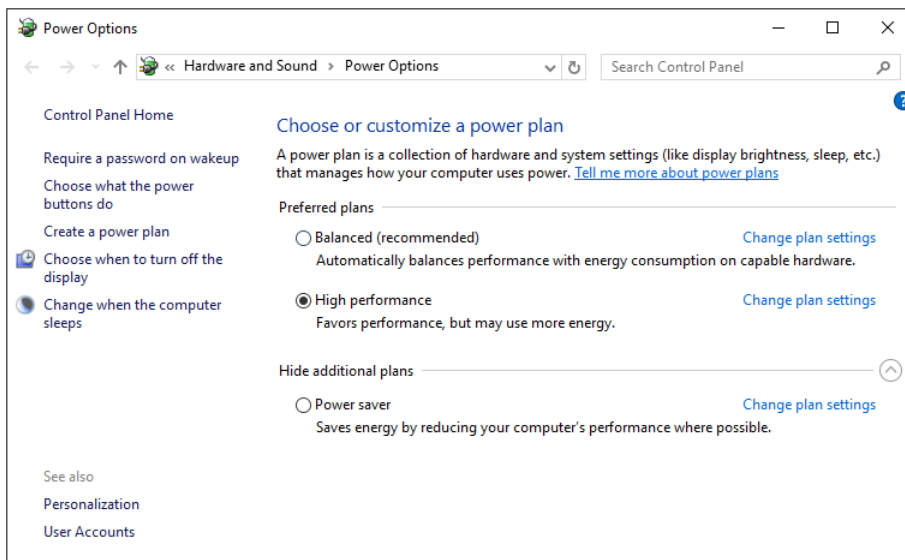 Power Options
« Hardware and Sound › Power Options
Search Control Panel
Control Panel Home
Require a password on wakeup
Choose what the power
buttons do
Create a power plan
Choose when to turn off the
display
Change when the computer
sleeps
See also
Personalization
User Accounts
?
Choose or customize a power plan
A power plan is a collection of hardware and system settings (like display brightness, sleep, etc.)
that manages how your computer uses power. Tell me more about power plans
Preferred plans
Balanced (recommended) Change plan settings
Automatically balances performance with energy consumption on capable hardware.
High performance Change plan settings
Favors performance, but may use more energy.
Hide additional plans
Power saver Change plan settings
Saves energy by reducing your computer's performance where possible.